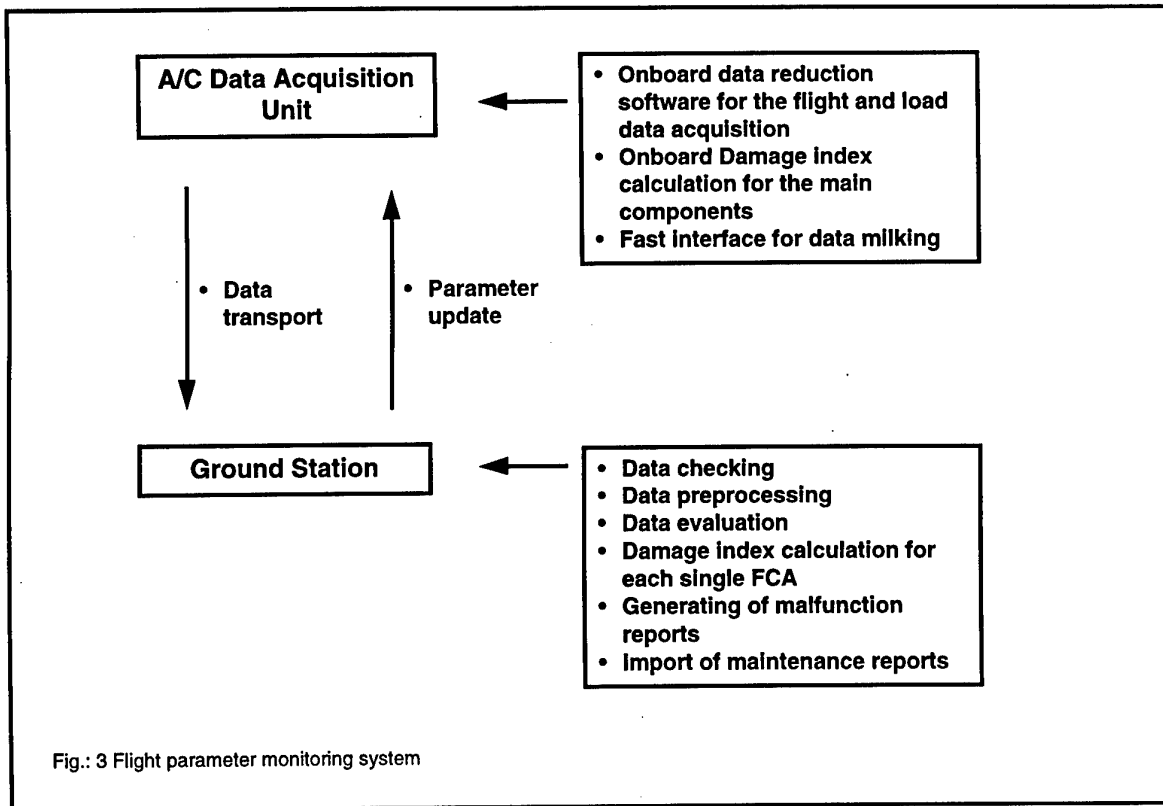 A/C Data Acquisition
Unit
• Onboard data reduction
software for the flight and load
data acquisition
• Onboard Damage index
calculation for the main
components
• Fast interface for data milking
• Data
transport
• Parameter
update
Ground Station
• Data checking
• Data preprocessing
• Data evaluation
• Damage index calculation for
each single FCA
• Generating of malfunction
reports
• Import of maintenance reports
Fig.: 3 Flight parameter monitoring system